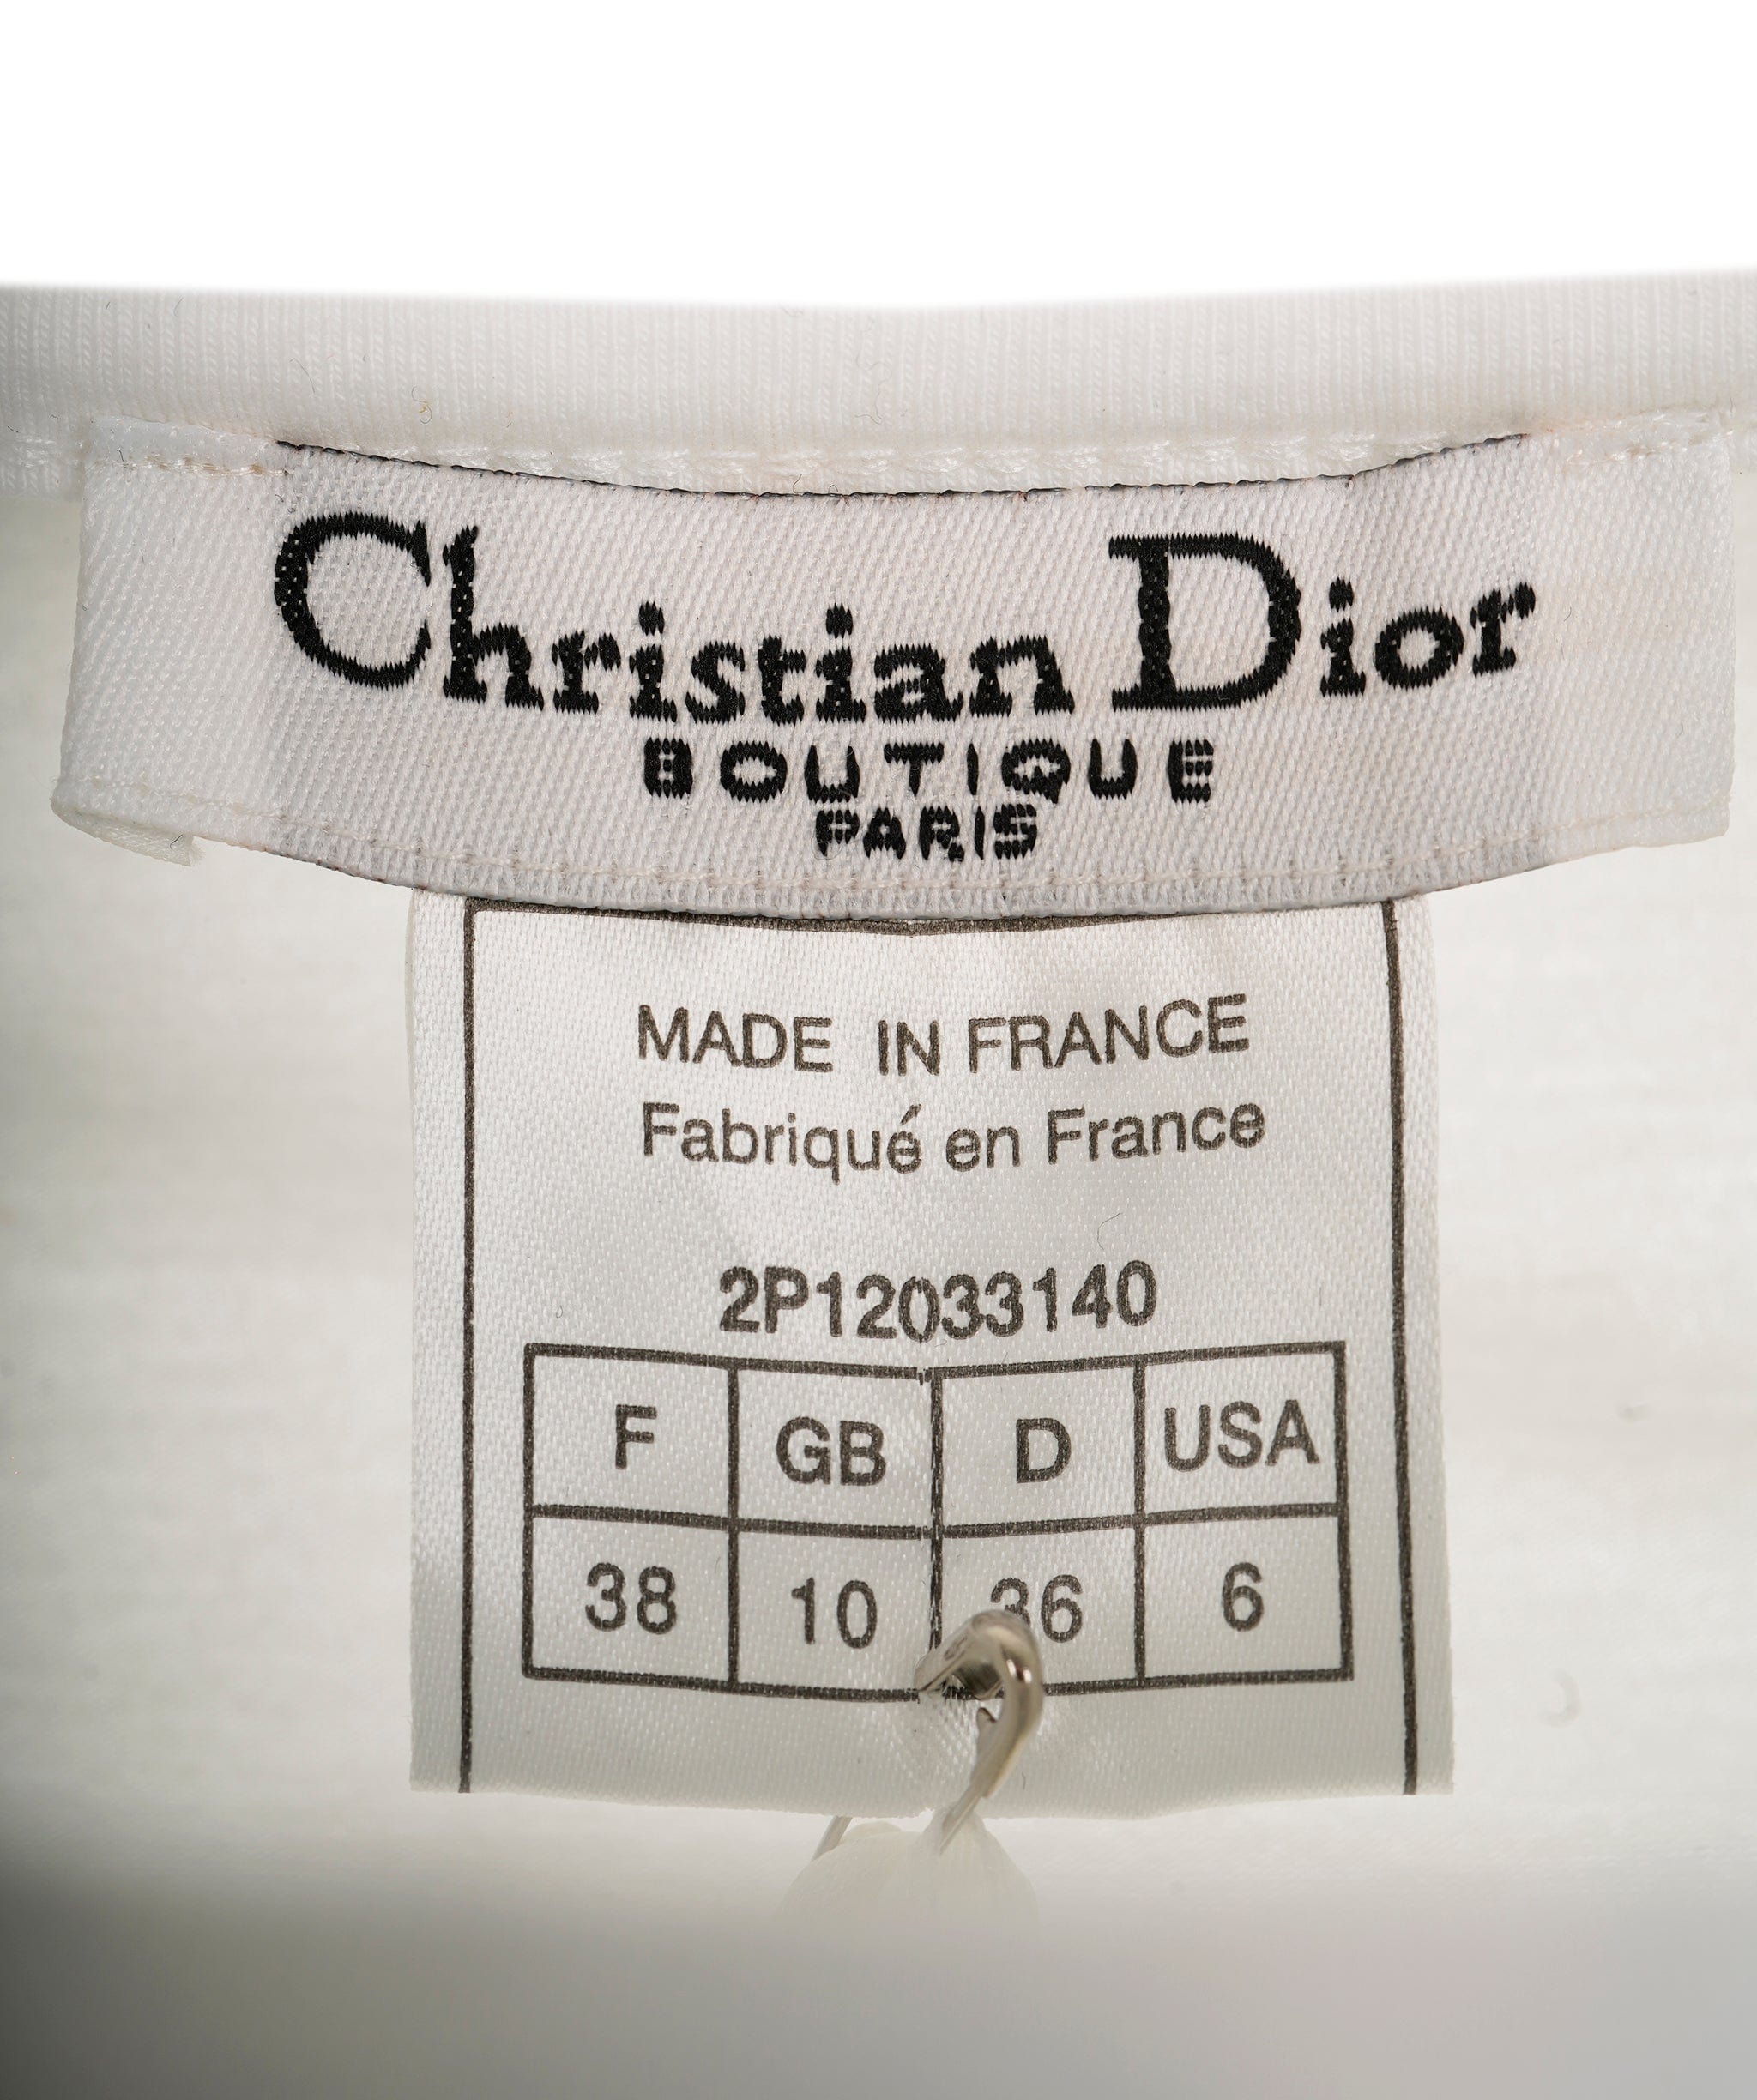 Christian Dior
BOUTIQUE
PARIS
MADE IN FRANCE
Fabriqué en France
2P12033140
F GB D USA
38 10 36 6